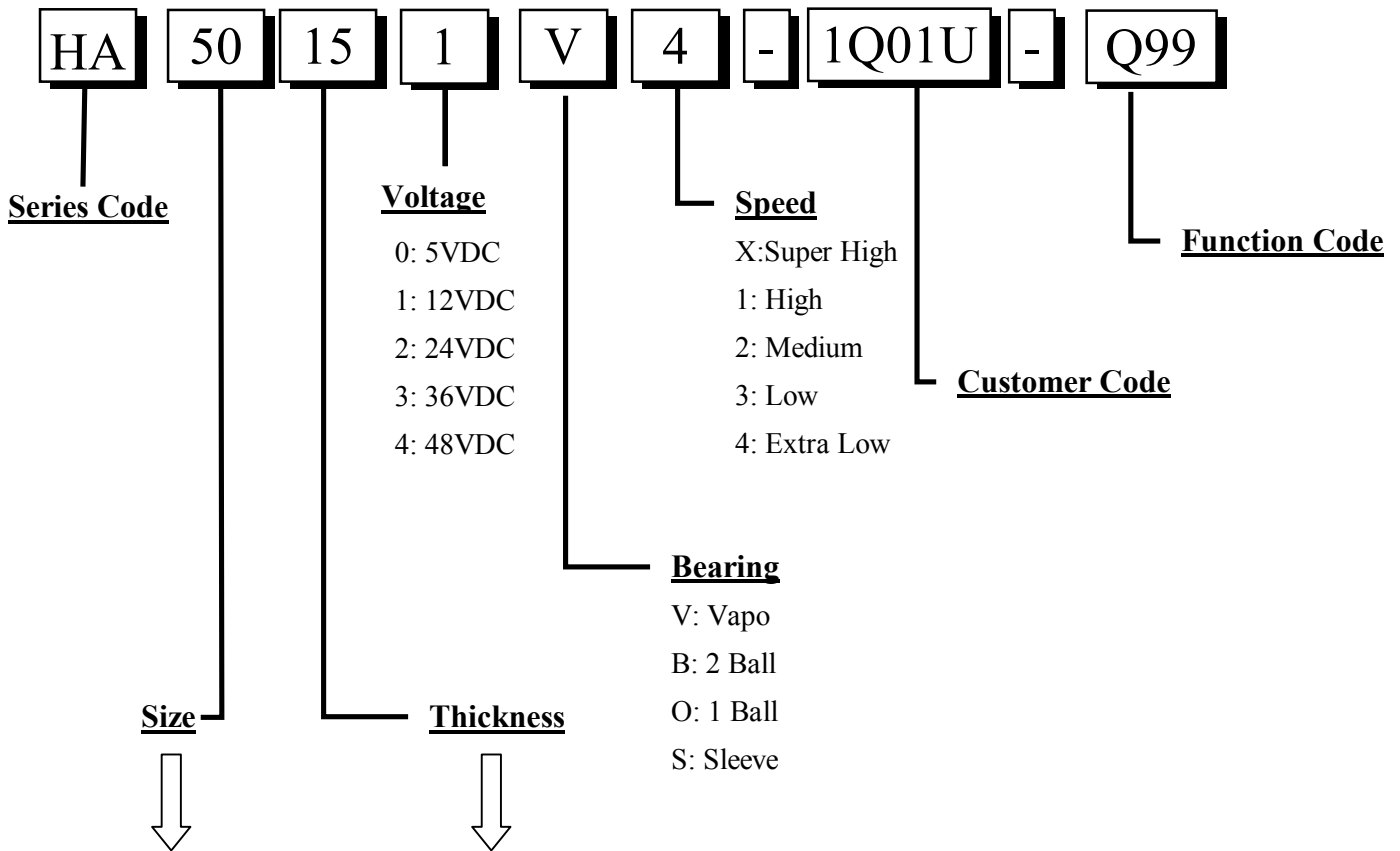 HA 50 15 1 V 4 - 1Q01U - Q99
Series Code
Voltage
0: 5VDC
1: 12VDC
2: 24VDC
3: 36VDC
4: 48VDC
Speed
X:Super High
1: High
2: Medium
3: Low
4: Extra Low
Function Code
Customer Code
Bearing
V: Vapo
B: 2 Ball
O: 1 Ball
S: Sleeve
Size
Thickness